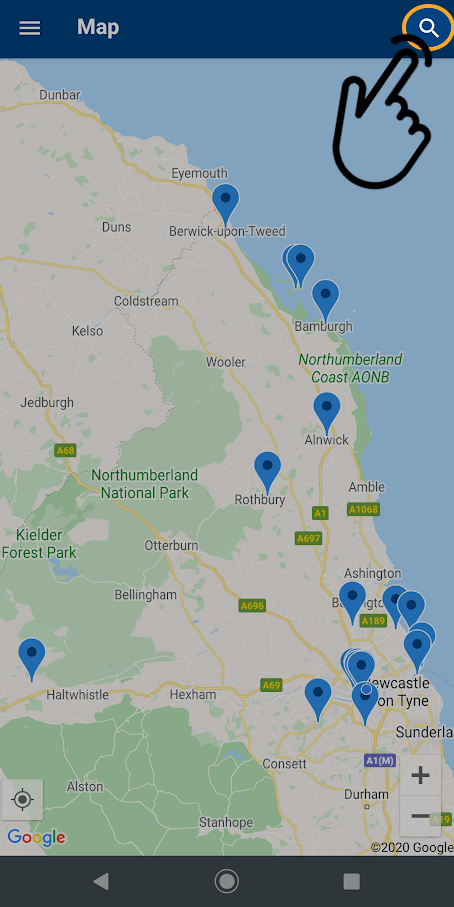 Map
Dunbar
Eyemouth
Duns
Berwick-upon-Tweed
Coldstream
Kelso
Bamburgh
Wooler
Northumberland
Coast AONB
Jedburgh
Alnwick
A68
Northumberland
National Park
Rothbury
Amble
A1
A1068
Kielder
Forest Park
A697
Otterburn
Ashington
Bellingham
A696
A189
Haltwhistle
Hexham
A69
Newcastle
upon Tyne
Sunderla
Consett
A1(M)
Alston
Durham
A19
Stanhope
Google
©2020 Google